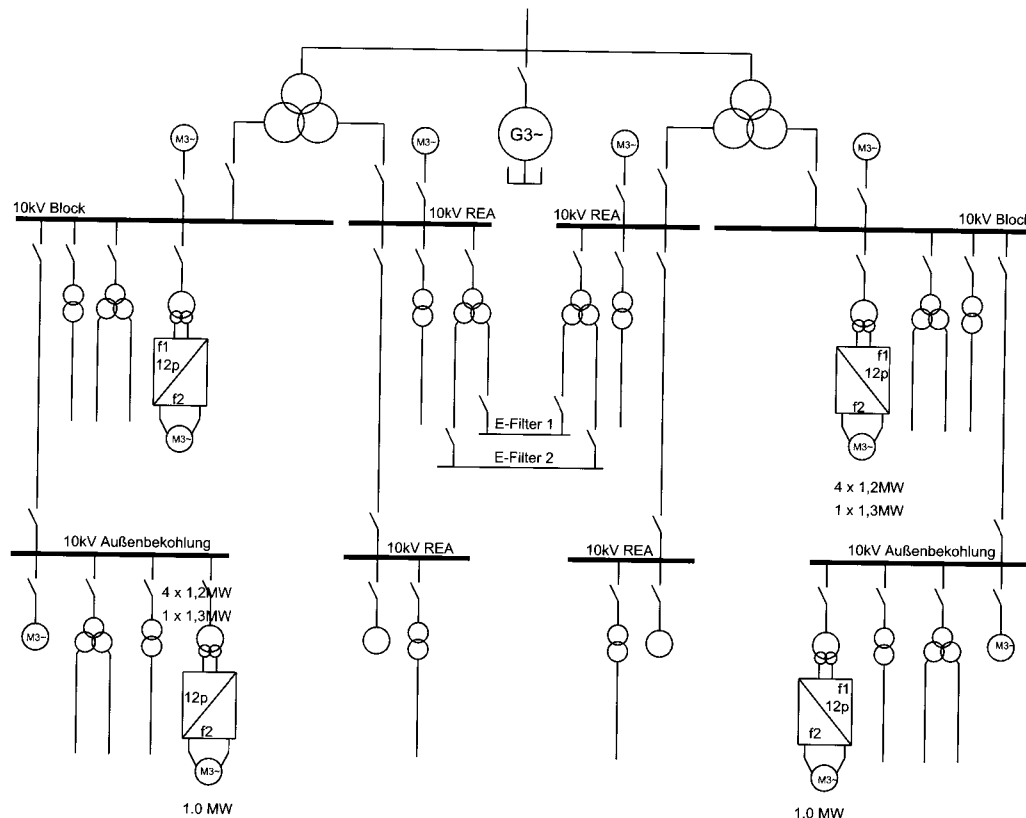 G3~
M3~
M3~
M3~
M3~
10kV Block
10kV REA
10kV REA
10kV Block
f1
12p
f2
M3~
f1
12p
f2
M3~
E-Filter 1
E-Filter 2
4 x 1,2MW
1 x 1,3MW
10kV Außenbekohlung
10kV REA
10kV REA
10kV Außenbekohlung
4 x 1,2MW
1 x 1,3MW
M3~
M3~
12p
f2
M3~
f1
12p
f2
M3~
1.0 MW
1.0 MW